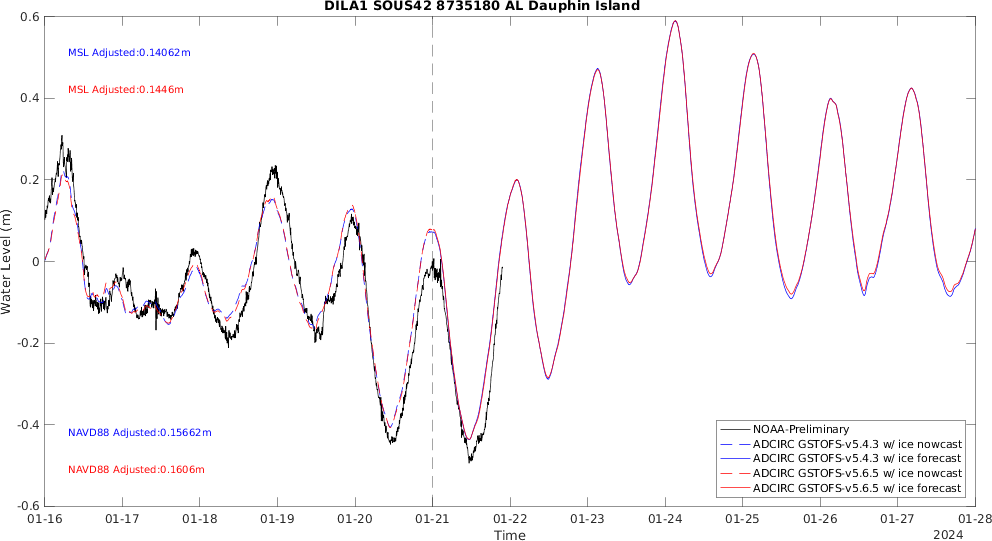 DILA1 SOUS42 8735180 AL Dauphin Island
0.6
0.4
0.2
0
-0.2
-0.4
-0.6
Water Level (m)
MSL Adjusted:0.14062m
MSL Adjusted:0.1446m
NAVD88 Adjusted:0.15662m
NAVD88 Adjusted:0.1606m
NOAA-Preliminary
ADCIRC GSTOFS-v5.4.3 w/ ice nowcast
ADCIRC GSTOFS-v5.4.3 w/ ice forecast
ADCIRC GSTOFS-v5.6.5 w/ ice nowcast
ADCIRC GSTOFS-v5.6.5 w/ ice forecast
01-16 01-17 01-18 01-19 01-20 01-21 01-22 01-23 01-24 01-25 01-26 01-27 01-28
Time
2024